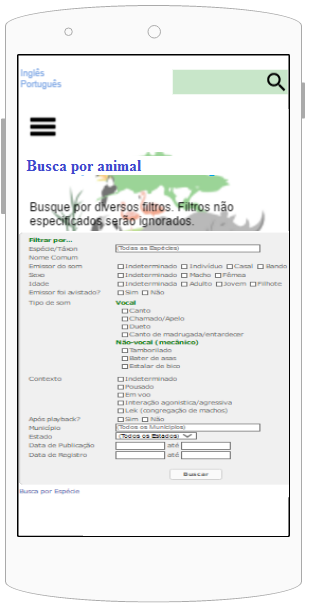 Inglês
Português
Busca por animal
Busque por diversos filtros. Filtros não
especificados serão ignorados.
Filtrar por...
Espécie/Táxon (Todas as Espécies)
Nome Comum
Emissor do som Indeterminado Indivíduo Casal Bando
Sexo Indeterminado Macho Fêmea
Idade Indeterminada Adulto Jovem Filhote
Emissor foi avistado? Sim Não
Tipo de som Vocal
Canto
Chamado/Apelo
Dueto
Canto de madrugada/entardecer
Não-vocal (mecânico)
Tamborilado
Bater de asas
Estalar de bico
Contexto Indeterminado
Pousado
Em voo
Interação agonística/agressiva
Lek (congregação de machos)
Após playback? Sim Não
Município (Todos os Municípios)
Estado (Todos os Estados)
Data de Publicação até
Data de Registro até
Buscar
Busca por Espécie